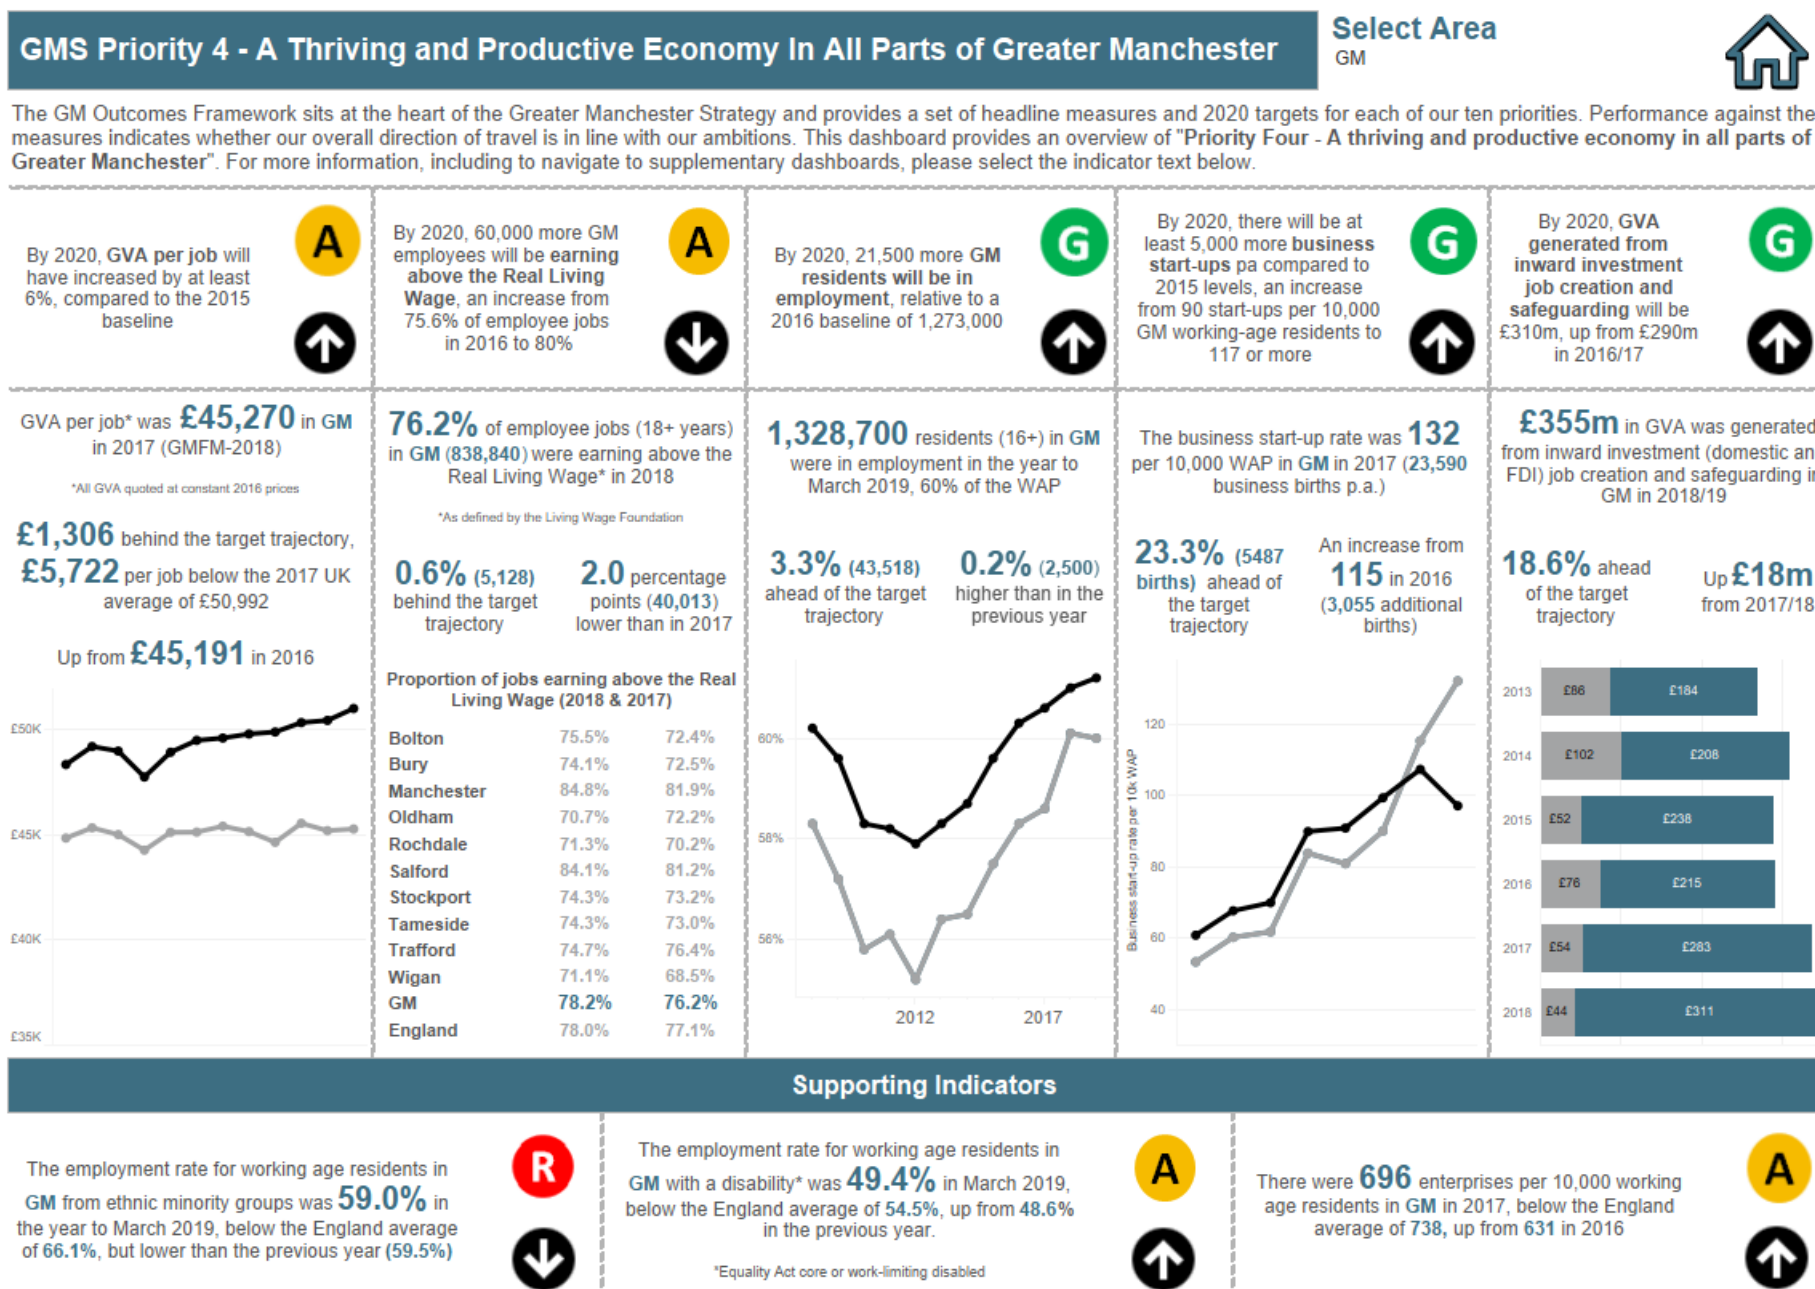 GMS Priority 4 - A Thriving and Productive Economy In All Parts of Greater Manchester
Select Area
GM
The GM Outcomes Framework sits at the heart of the Greater Manchester Strategy and provides a set of headline measures and 2020 targets for each of our ten priorities. Performance against the
measures indicates whether our overall direction of travel is in line with our ambitions. This dashboard provides an overview of "Priority Four - A thriving and productive economy in all parts of
Greater Manchester". For more information, including to navigate to supplementary dashboards, please select the indicator text below.
By 2020, GVA per job will
have increased by at least
6%, compared to the 2015
baseline
A
By 2020, 60,000 more GM
employees will be earning
above the Real Living
Wage, an increase from
75.6% of employee jobs
in 2016 to 80%
A
By 2020, 21,500 more GM
residents will be in
employment, relative to a
2016 baseline of 1,273,000
G
By 2020, there will be at
least 5,000 more business
start-ups pa compared to
2015 levels, an increase
from 90 start-ups per 10,000
GM working-age residents to
117 or more
G
By 2020, GVA
generated from
inward investment
job creation and
safeguarding will be
£310m, up from £290m
in 2016/17
G
GVA per job* was £45,270 in GM
in 2017 (GMFM-2018)
*All GVA quoted at constant 2016 prices
£1,306 behind the target trajectory,
£5,722 per job below the 2017 UK
average of £50,992
Up from £45,191 in 2016
£50K
£45K
£40K
£35K
76.2% of employee jobs (18+ years)
in GM (838,840) were earning above the
Real Living Wage* in 2018
*As defined by the Living Wage Foundation
0.6% (5,128)
behind the target
trajectory
2.0 percentage
points (40,013)
lower than in 2017
Proportion of jobs earning above the Real
Living Wage (2018 & 2017)
Bolton 75.5% 72.4%
Bury 74.1% 72.5%
Manchester 84.8% 81.9%
Oldham 70.7% 72.2%
Rochdale 71.3% 70.2%
Salford 84.1% 81.2%
Stockport 74.3% 73.2%
Tameside 74.3% 73.0%
Trafford 74.7% 76.4%
Wigan 71.1% 68.5%
GM 78.2% 76.2%
England 78.0% 77.1%
1,328,700 residents (16+) in GM
were in employment in the year to
March 2019, 60% of the WAP
3.3% (43,518)
ahead of the target
trajectory
0.2% (2,500)
higher than in the
previous year
60%
58%
56%
2012 2017
The business start-up rate was 132
per 10,000 WAP in GM in 2017 (23,590
business births p.a.)
23.3% (5487
births) ahead of
the target
trajectory
An increase from
115 in 2016
(3,055 additional
births)
Business start-up rate per 10k WAP
120
100
80
60
40
£355m in GVA was generated
from inward investment (domestic an
FDI) job creation and safeguarding in
GM in 2018/19
18.6% ahead
of the target
trajectory
Up £18m
from 2017/18
2013 £86 £184
2014 £102 £208
2015 £52 £238
2016 £76 £215
2017 £54 £283
2018 £44 £311
Supporting Indicators
The employment rate for working age residents in
GM from ethnic minority groups was 59.0% in
the year to March 2019, below the England average
of 66.1%, but lower than the previous year (59.5%)
R
The employment rate for working age residents in
GM with a disability* was 49.4% in March 2019,
below the England average of 54.5%, up from 48.6%
in the previous year.
*Equality Act core or work-limiting disabled
A
There were 696 enterprises per 10,000 working
age residents in GM in 2017, below the England
average of 738, up from 631 in 2016
A